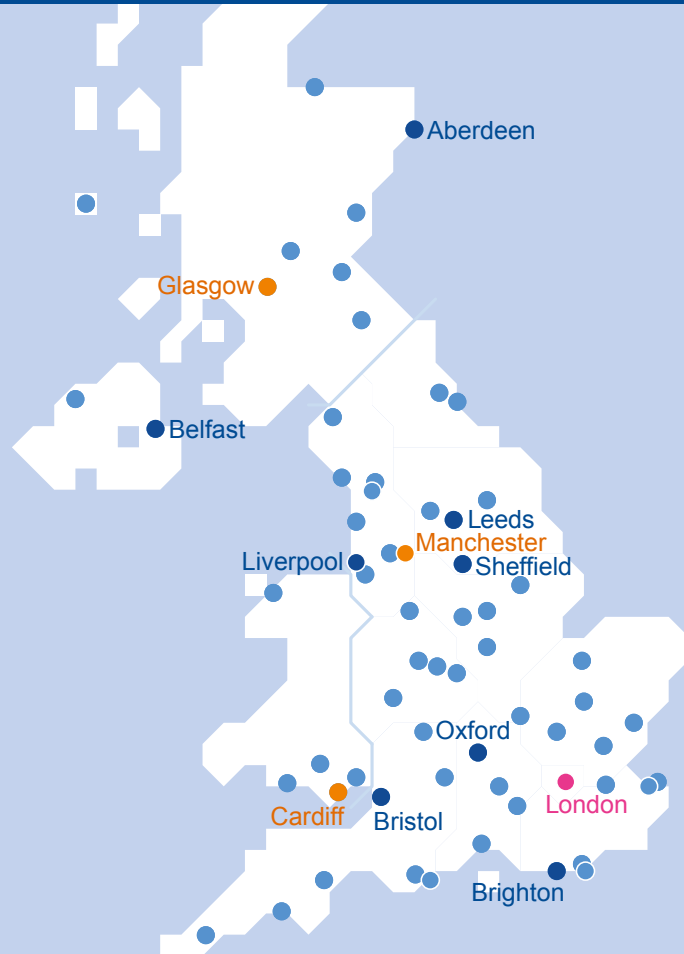 Aberdeen
Glasgow
Belfast
Leeds
Manchester
Liverpool
Sheffield
Oxford
London
Cardiff
Bristol
Brighton